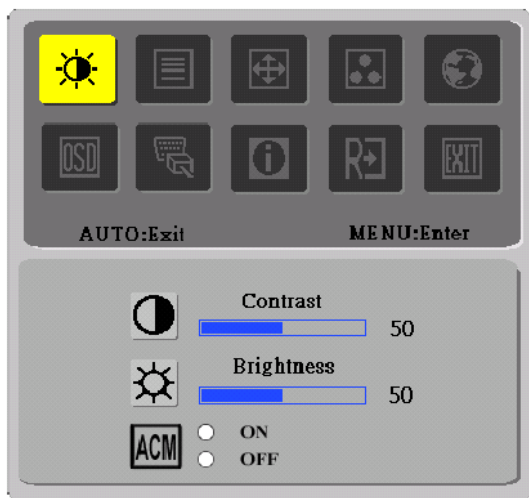 OSD
R
EXIT
AUTO:Exit MENU:Enter
Contrast
50
Brightness
50
ACM
ON
OFF